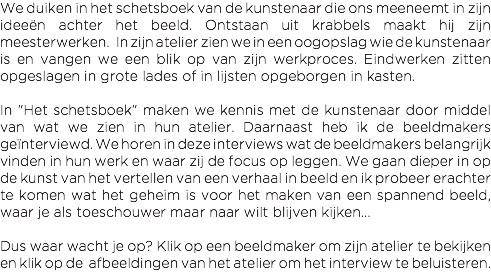 We duiken in het schetsboek van de kunstenaar die ons meeneemt in zijn
ideeën achter het beeld. Ontstaan uit krabbels maakt hij zijn
meesterwerken. In zijn atelier zien we in een oogopslag wie de kunstenaar
is en vangen we een blik op van zijn werkproces. Eindwerken zitten
opgeslagen in grote lades of in lijsten opgeborgen in kasten.

In "Het schetsboek" maken we kennis met de kunstenaar door middel
van wat we zien in hun atelier. Daarnaast heb ik de beeldmakers
geïnterviewd. We horen in deze interviews wat de beeldmakers belangrijk
vinden in hun werk en waar zij de focus op leggen. We gaan dieper in op
de kunst van het vertellen van een verhaal in beeld en ik probeer erachter
te komen wat het geheim is voor het maken van een spannend beeld,
waar je als toeschouwer maar naar wilt blijven kijken...

Dus waar wacht je op? Klik op een beeldmaker om zijn atelier te bekijken
en klik op de afbeeldingen van het atelier om het interview te beluisteren.